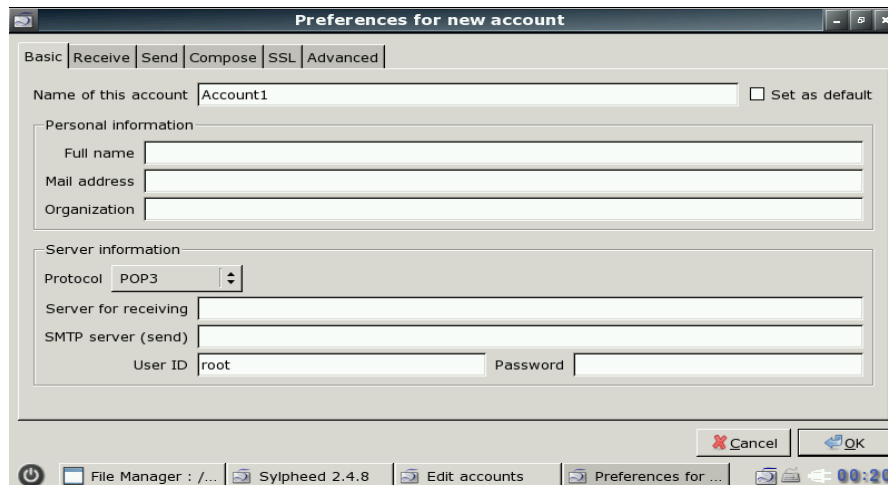 Preferences for new account
Basic Receive Send Compose SSL Advanced
Name of this account Account1 Set as default
Personal information
Full name
Mail address
Organization
Server information
Protocol POP3
Server for receiving
SMTP server (send)
User ID root Password
Cancel OK
File Manager : /... Sylpheed 2.4.8 Edit accounts Preferences for ... 00:20